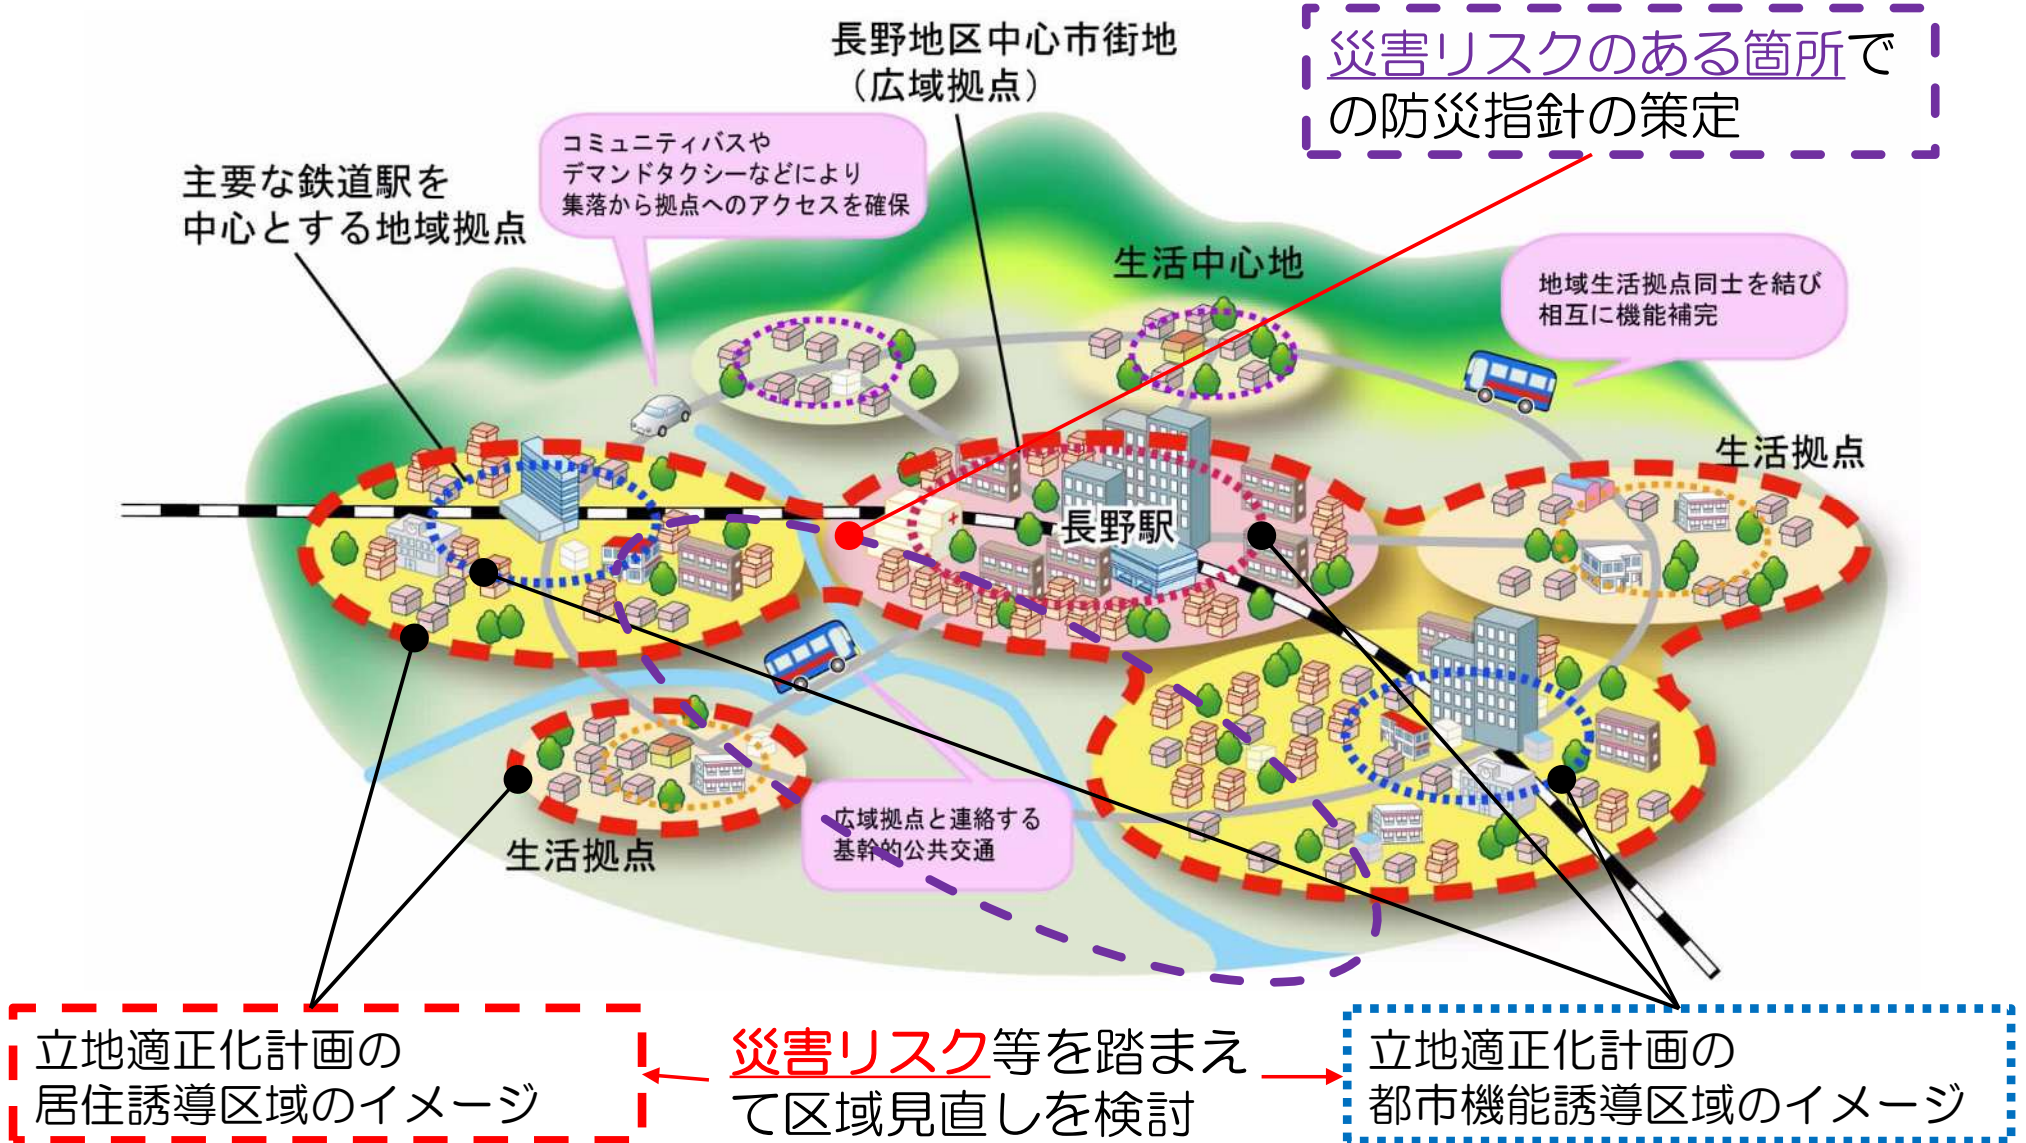 長野地区中心市街地
（広域拠点）
災害リスクのある箇所で
の防災指針の策定
コミュニティバスや
デマンドタクシーなどにより
集落から拠点へのアクセスを確保
主要な鉄道駅を
中心とする地域拠点
生活中心地
地域生活拠点同士を結び
相互に機能補完
生活拠点
長野駅
広域拠点と連絡する
基幹的公共交通
生活拠点
立地適正化計画の
居住誘導区域のイメージ
災害リスク等を踏まえ
て区域見直しを検討
立地適正化計画の
都市機能誘導区域のイメージ